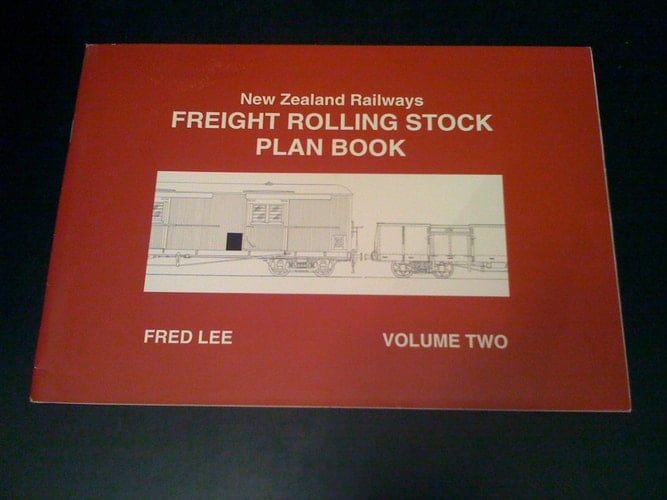 New Zealand Railways
FREIGHT ROLLING STOCK
PLAN BOOK
FRED LEE
VOLUME TWO